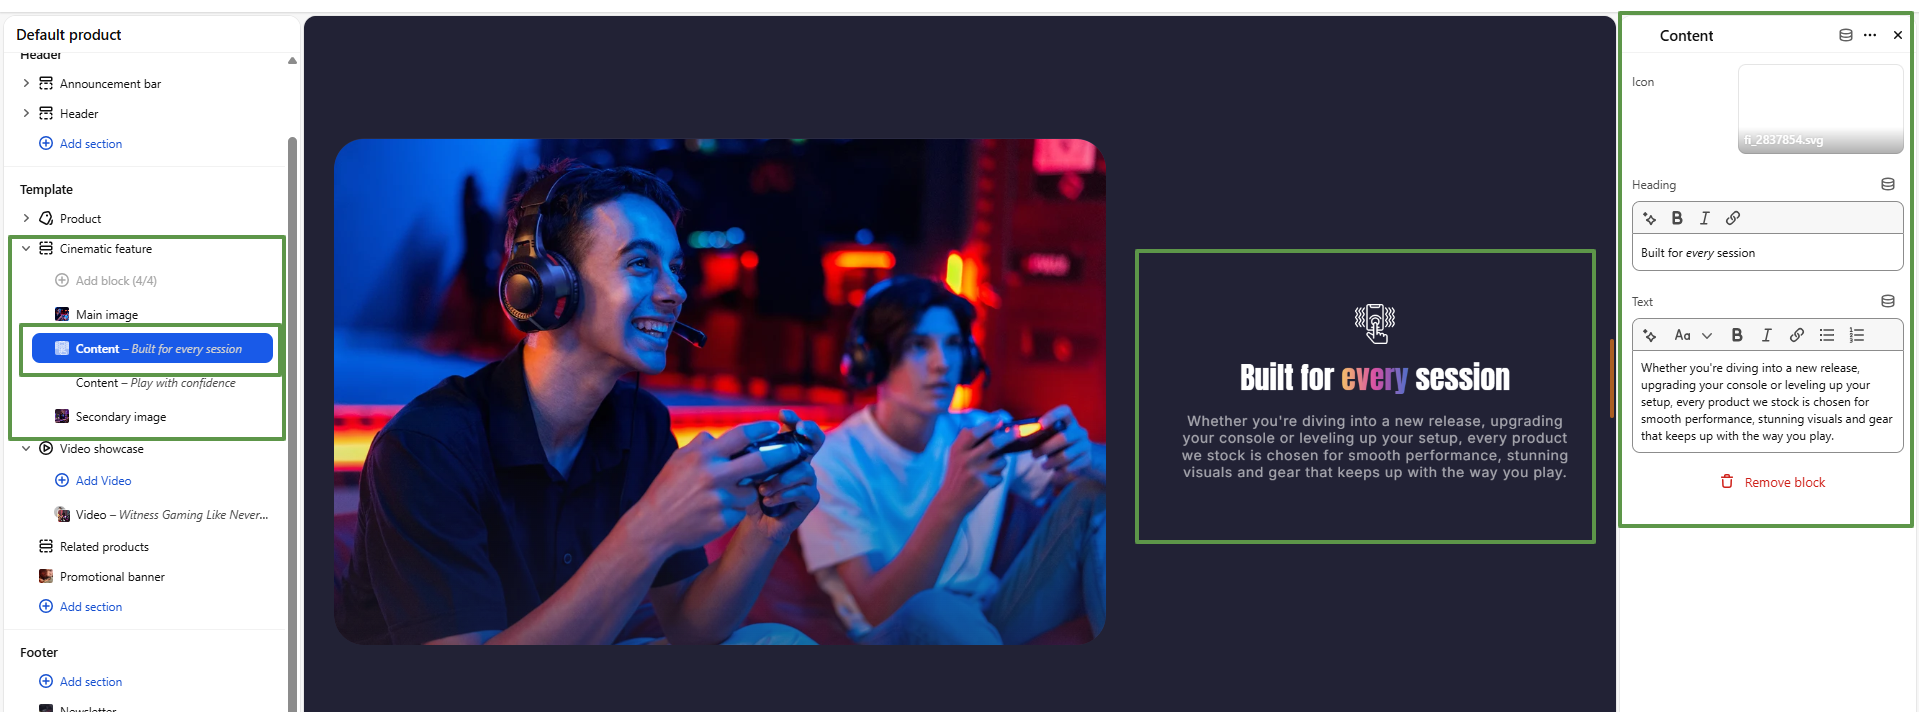 Default product
Header
Announcement bar
Header
Add section
Template
Product
Cinematic feature
Add block (4/4)
Main image
Content – Built for every session
Content – Play with confidence
Secondary image
Video showcase
Add Video
Video – Witness Gaming Like Never...
Related products
Promotional banner
Add section
Footer
Add section
Newsletter
Built for every session
Whether you're diving into a new release, upgrading
your console or leveling up your setup, every product
we stock is chosen for smooth performance, stunning
visuals and gear that keeps up with the way you play.
Content
Icon
fi_2837854.svg
Heading
B I
Built for every session
Text
Aa B I
Whether you're diving into a new release,
upgrading your console or leveling up your
setup, every product we stock is chosen for
smooth performance, stunning visuals and gear
that keeps up with the way you play.
Remove block